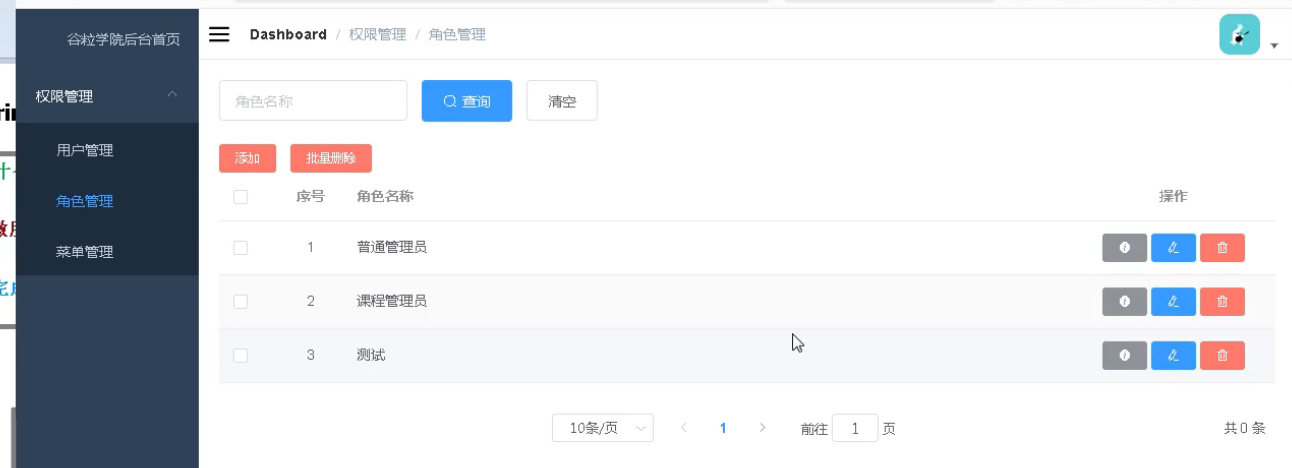 谷粒学院后台首页
Dashboard / 权限管理 / 角色管理
权限管理
用户管理
角色管理
菜单管理
角色名称 查询 清空
添加 批量删除
序号 角色名称 操作
1 普通管理员
2 课程管理员
3 测试
10条/页 1 前往 1 页 共 0 条